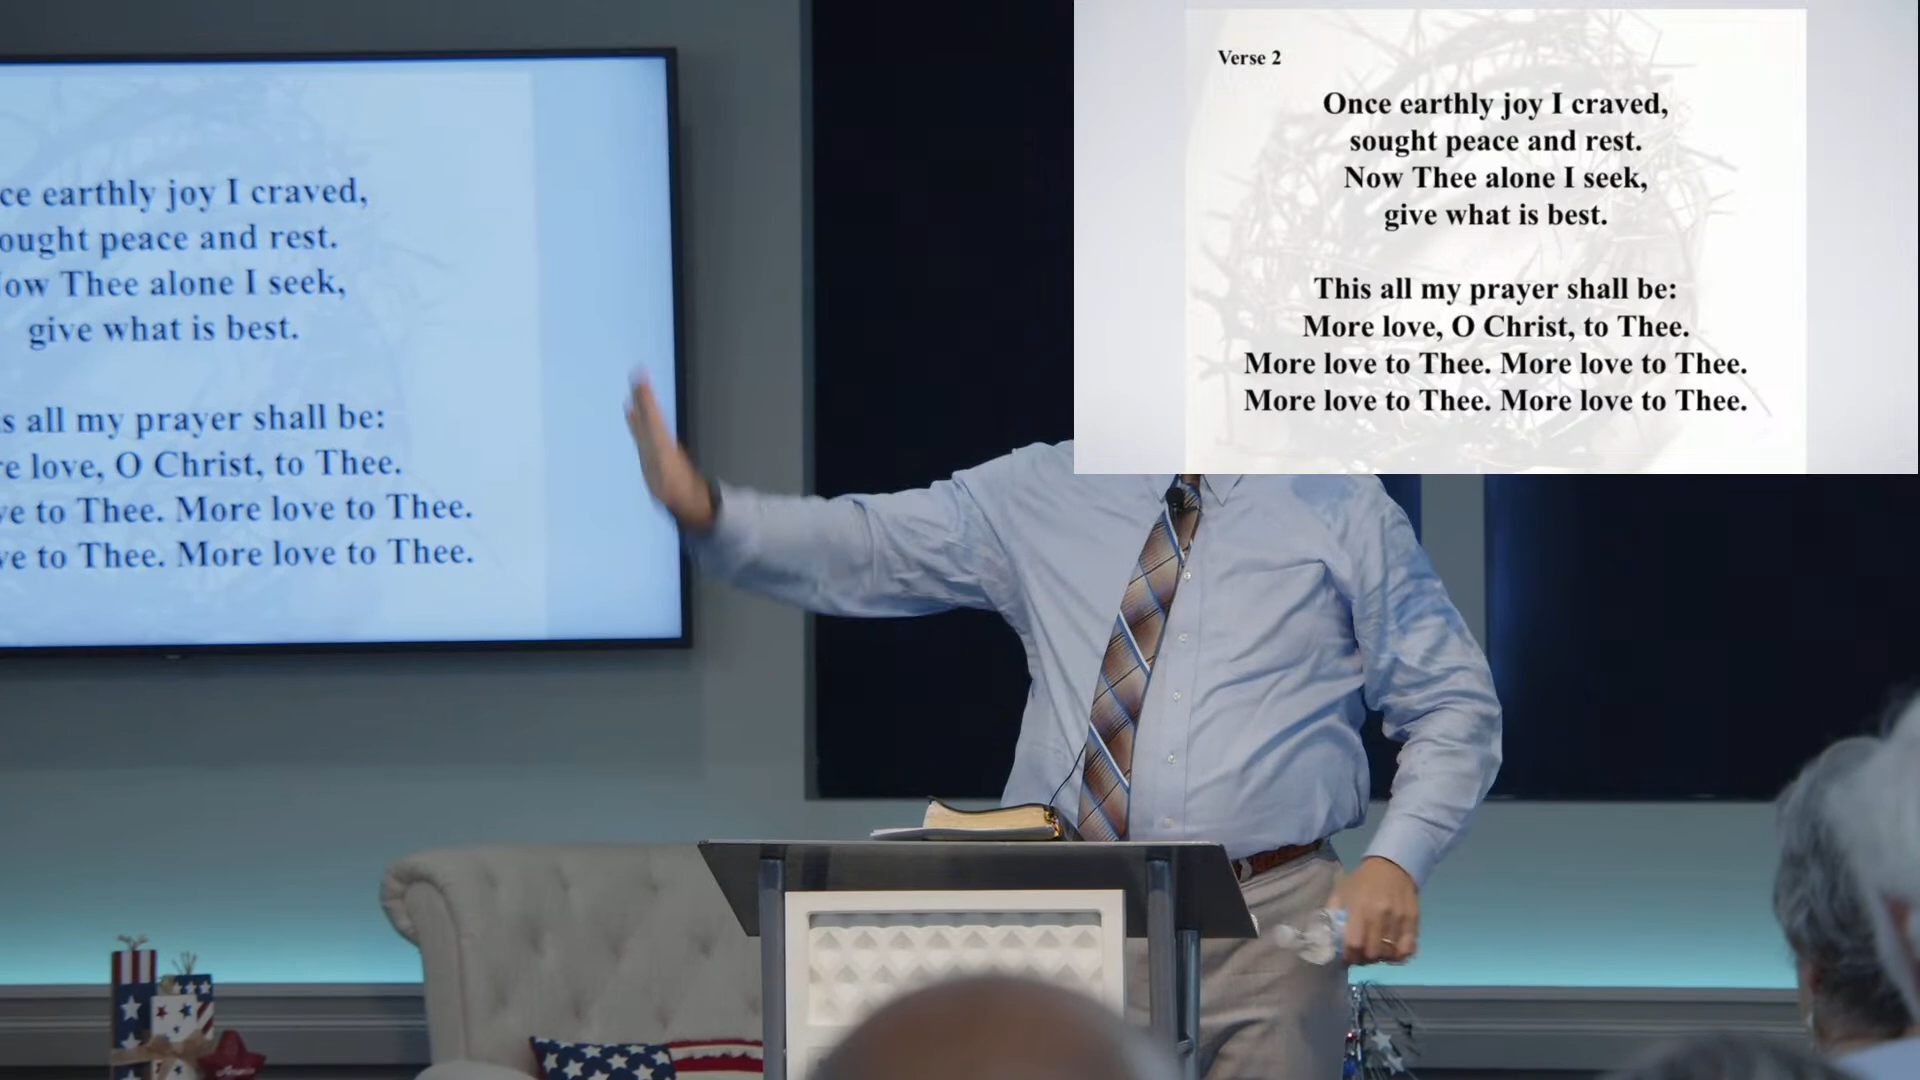 ce earthly joy I craved,
ought peace and rest.
ow Thee alone I seek,
give what is best.
s all my prayer shall be:
re love, O Christ, to Thee.
ve to Thee. More love to Thee.
ve to Thee. More love to Thee.
Verse 2
Once earthly joy I craved,
sought peace and rest.
Now Thee alone I seek,
give what is best.
This all my prayer shall be:
More love, O Christ, to Thee.
More love to Thee. More love to Thee.
More love to Thee. More love to Thee.